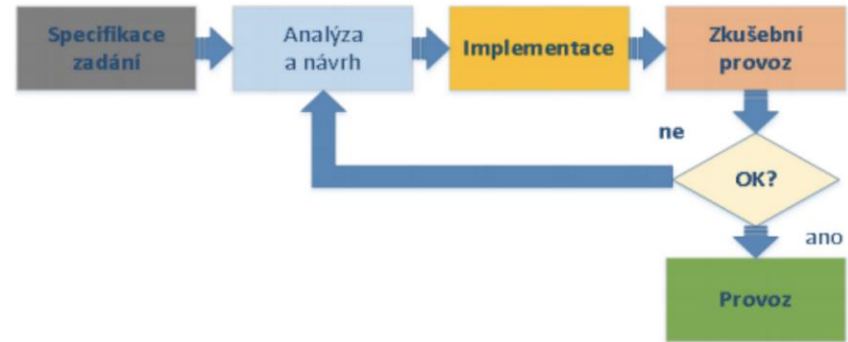 Specifikace
zadání
Analýza
a návrh
Implementace
Zkušební
provoz
ne
OK?
ano
Provoz